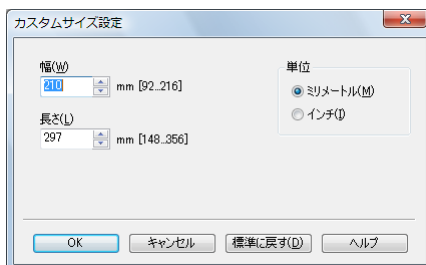 カスタムサイズ設定
幅(W)
210 mm [92..216]
長さ(L)
297 mm [148..356]
単位
ミリメートル(M)
インチ(I)
OK キャンセル 標準に戻す(D) ヘルプ